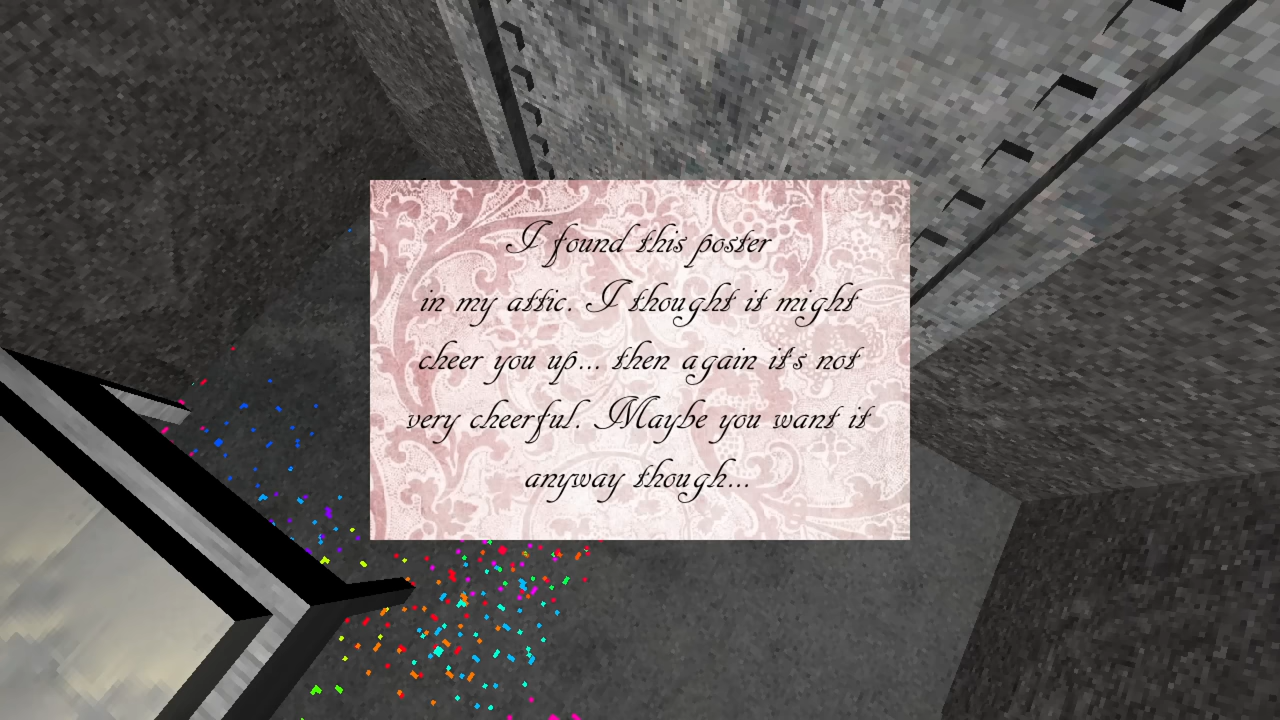 I found this poster
in my attic. I thought it might
cheer you up... then again it's not
very cheerful. Maybe you want it
anyway though...